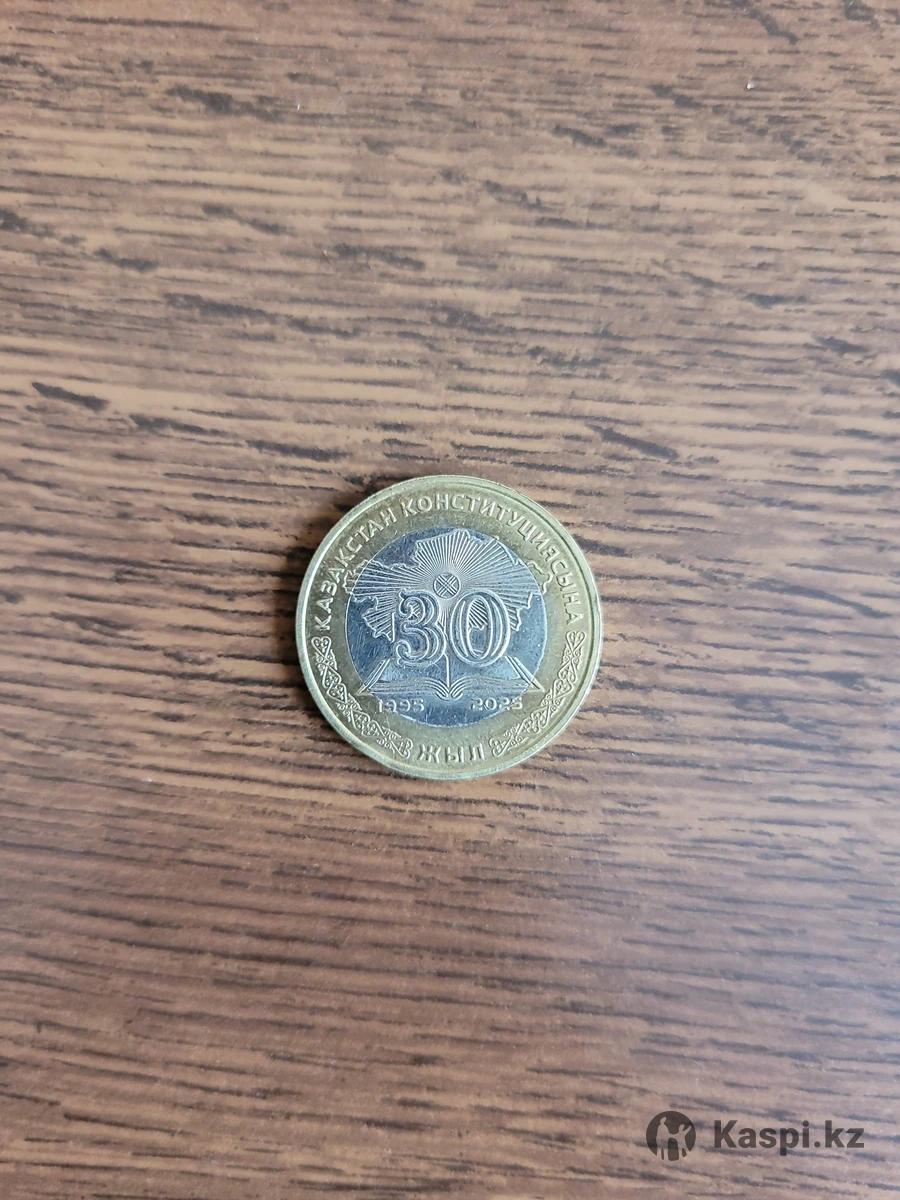 ҚАЗАҚСТАН КОНСТИТУЦИЯСЫНА
30
1995 2025
ЖЫЛ
Kaspi.kz